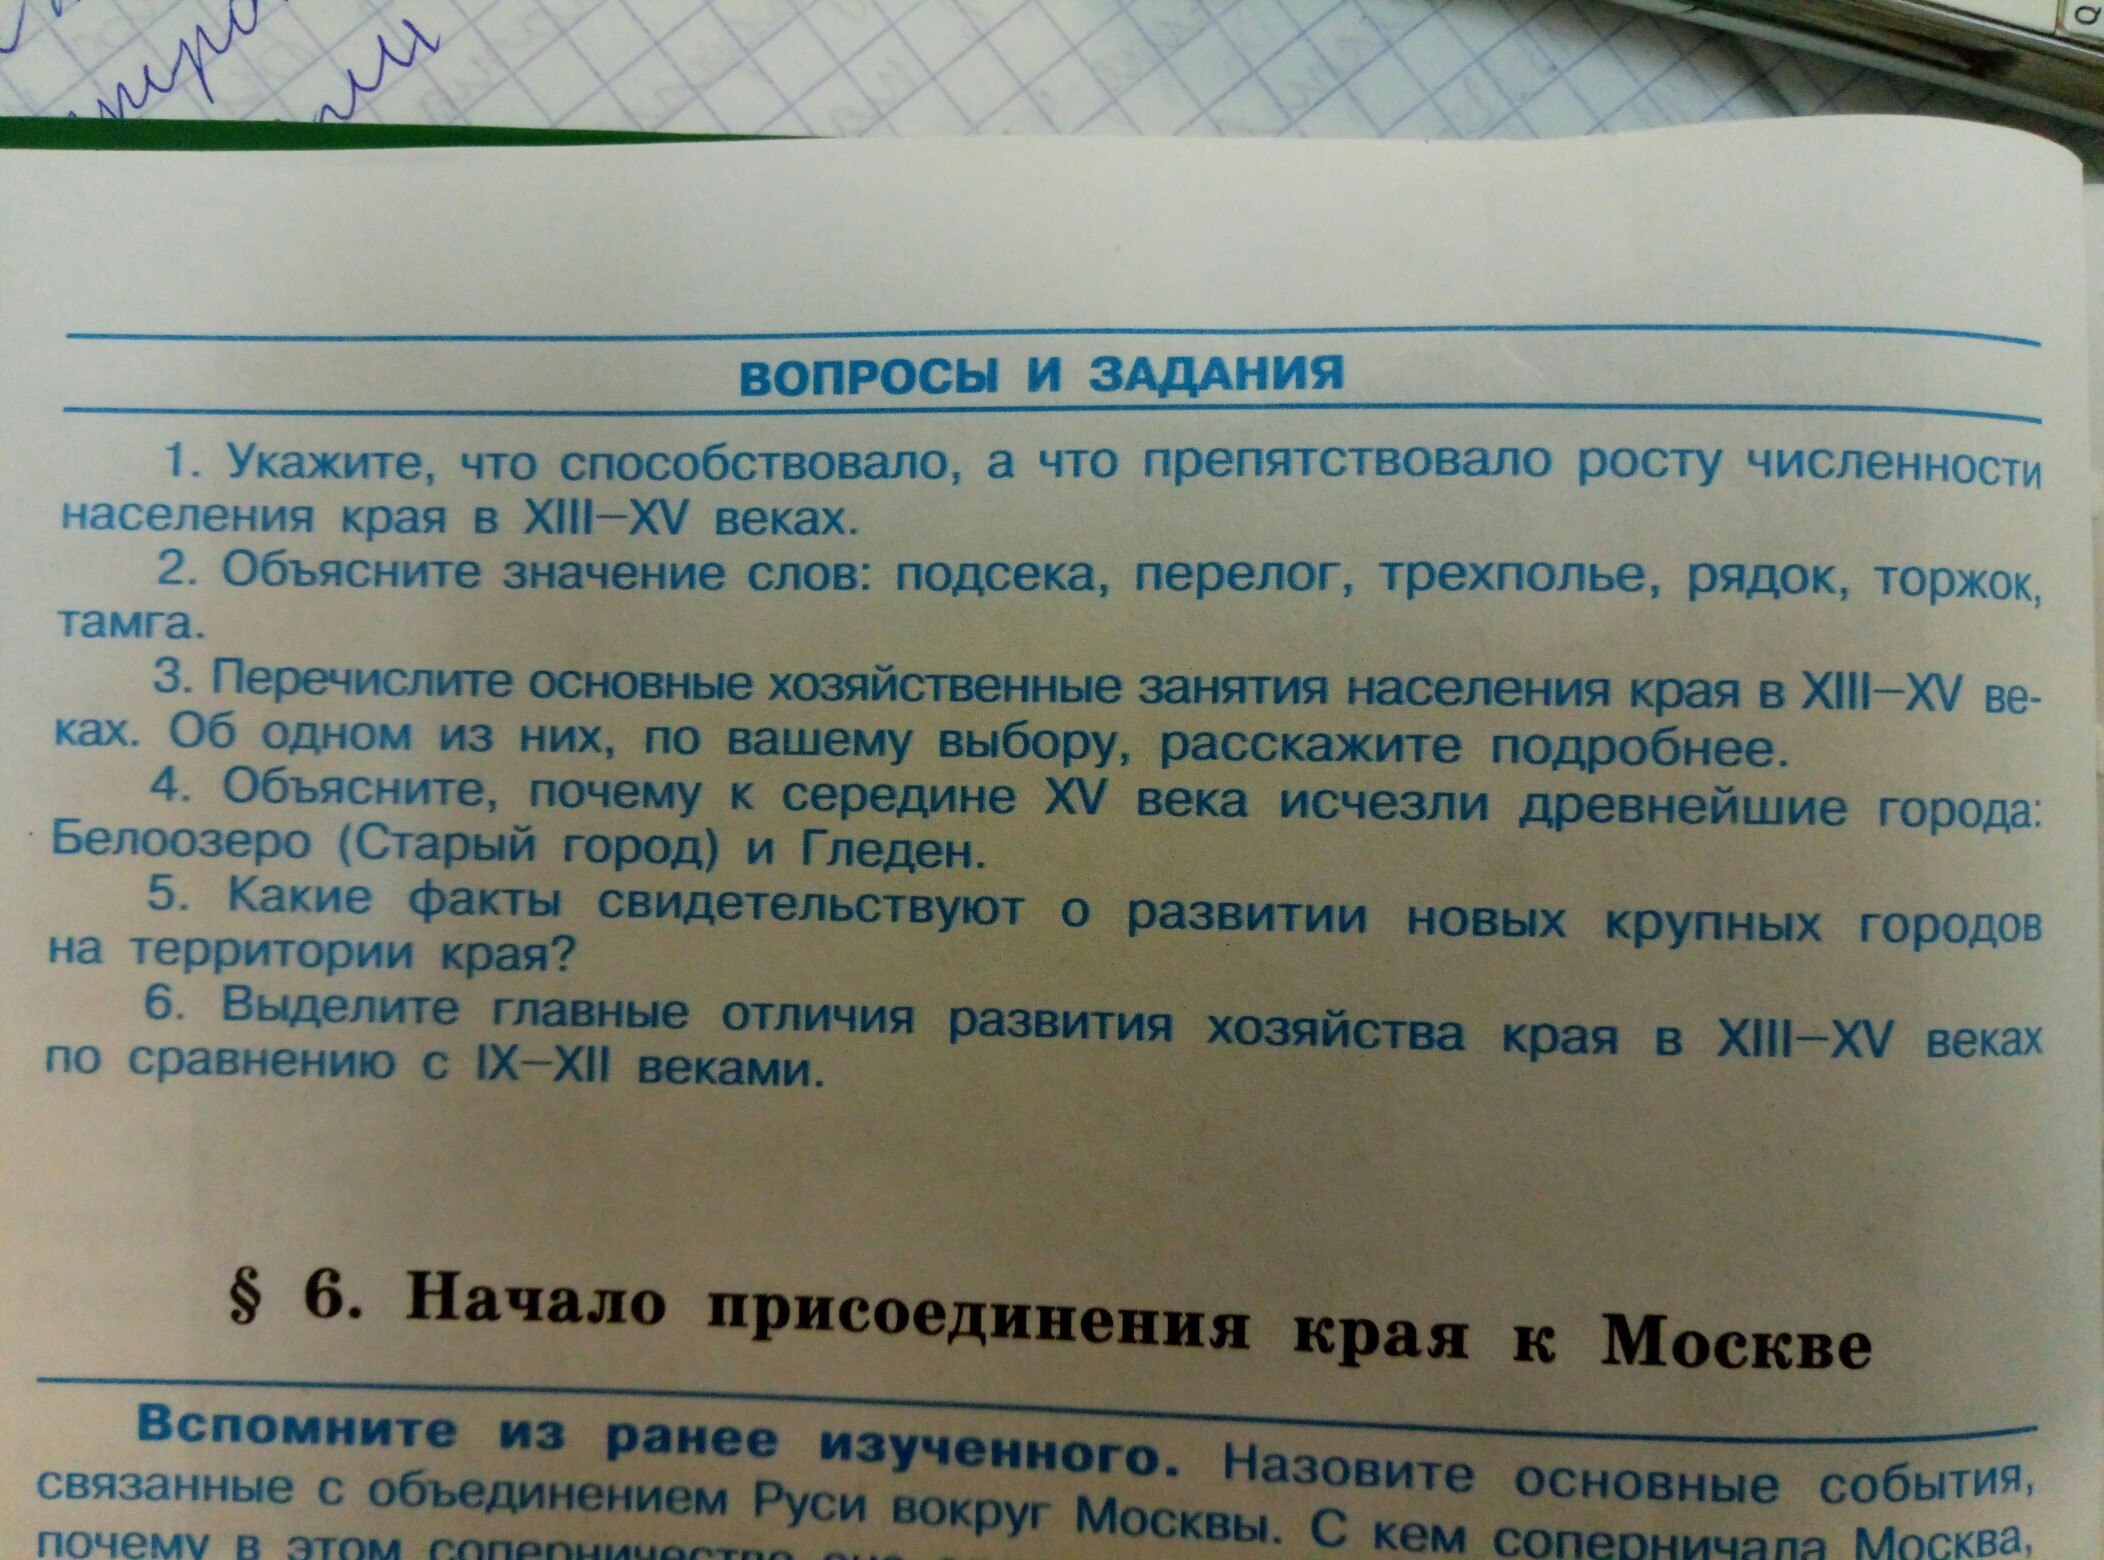 ВОПРОСЫ И ЗАДАНИЯ
1. Укажите, что способствовало, а что препятствовало росту численности
населения края в XIII–XV веках.
2. Объясните значение слов: подсека, перелог, трехполье, рядок, торжок,
тамга.
3. Перечислите основные хозяйственные занятия населения края в XIII–XV ве-
ках. Об одном из них, по вашему выбору, расскажите подробнее.
4. Объясните, почему к середине XV века исчезли древнейшие города:
Белоозеро (Старый город) и Гледен.
5. Какие факты свидетельствуют о развитии новых крупных городов
на территории края?
6. Выделите главные отличия развития хозяйства края в XIII–XV веках
по сравнению с IX–XII веками.
§ 6. Начало присоединения края к Москве
Вспомните из ранее изученного. Назовите основные события,
связанные с объединением Руси вокруг Москвы. С кем соперничала Москва,
почему в этом соперничестве